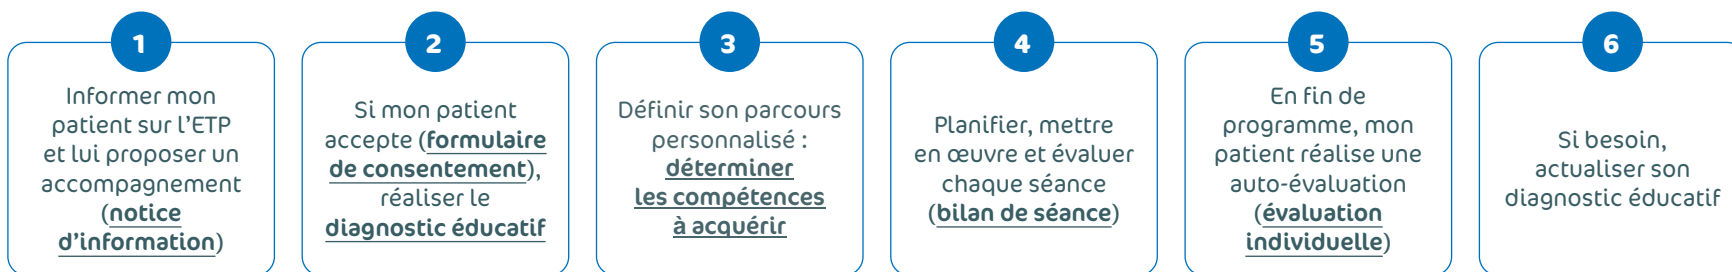 1
Informer mon
patient sur l'ETP
et lui proposer un
accompagnement
(notice
d'information)
2
Si mon patient
accepte (formulaire
de consentement),
réaliser le
diagnostic éducatif
3
Définir son parcours
personnalisé :
déterminer
les compétences
à acquérir
4
Planifier, mettre
en œuvre et évaluer
chaque séance
(bilan de séance)
5
En fin de
programme, mon
patient réalise une
auto-évaluation
(évaluation
individuelle)
6
Si besoin,
actualiser son
diagnostic éducatif